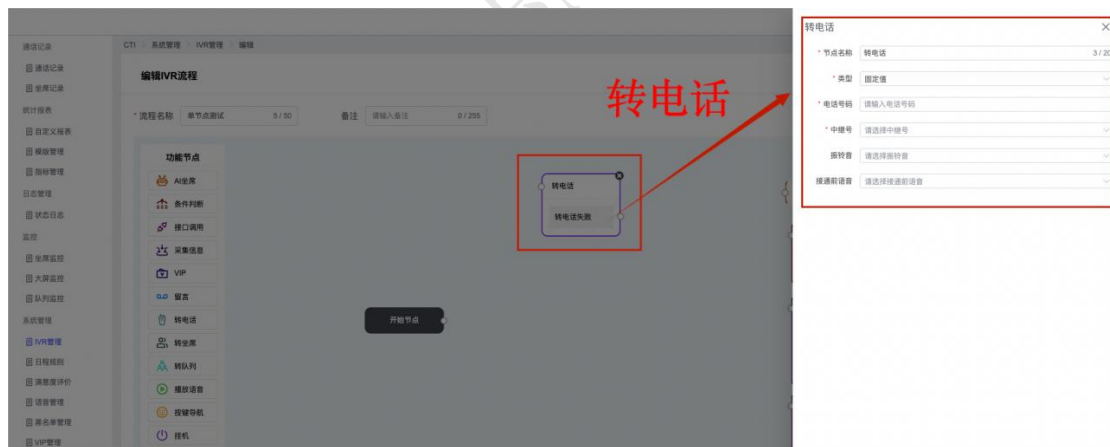 CTI 系统管理 IVR管理 编辑
编辑IVR流程
* 流程名称 单节点测试 5 / 50 备注 请输入备注 0 / 255
通话记录
通话记录
坐席记录
统计报表
自定义报表
模版管理
指标管理
日志管理
状态日志
监控
坐席监控
大屏监控
队列监控
系统管理
IVR管理
日程规则
满意度评价
语音管理
黑名单管理
VIP管理
功能节点
AI坐席
条件判断
接口调用
采集信息
VIP
留言
转电话
转坐席
转队列
播放语音
按键导航
挂机
转电话
转电话失败
开始节点
转电话
转电话
* 节点名称 转电话 3 / 20
* 类型 固定值
* 电话号码 请输入电话号码
* 中继号 请选择中继号
振铃音 请选择振铃音
接通前语音 请选择接通前语音